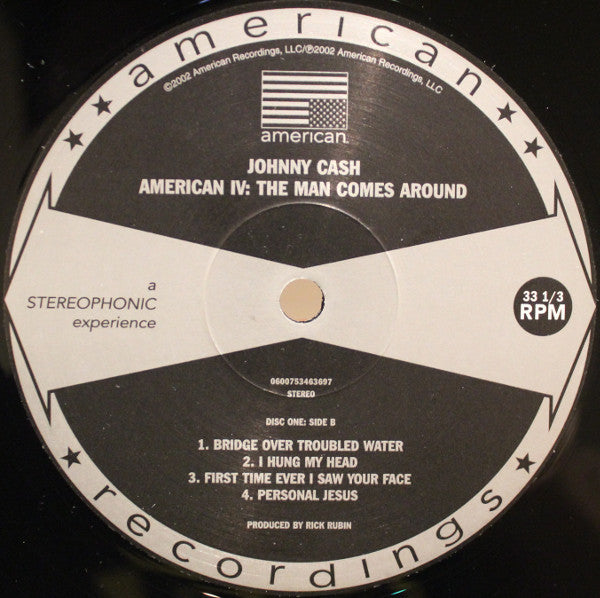 american
©2002 American Recordings, LLC/℗2002 American Recordings, LLC
american
JOHNNY CASH
AMERICAN IV: THE MAN COMES AROUND
a
STEREOPHONIC
experience
33 1/3
RPM
0600753463697
STEREO
DISC ONE: SIDE B
1. BRIDGE OVER TROUBLED WATER
2. I HUNG MY HEAD
3. FIRST TIME EVER I SAW YOUR FACE
4. PERSONAL JESUS
PRODUCED BY RICK RUBIN
recordings